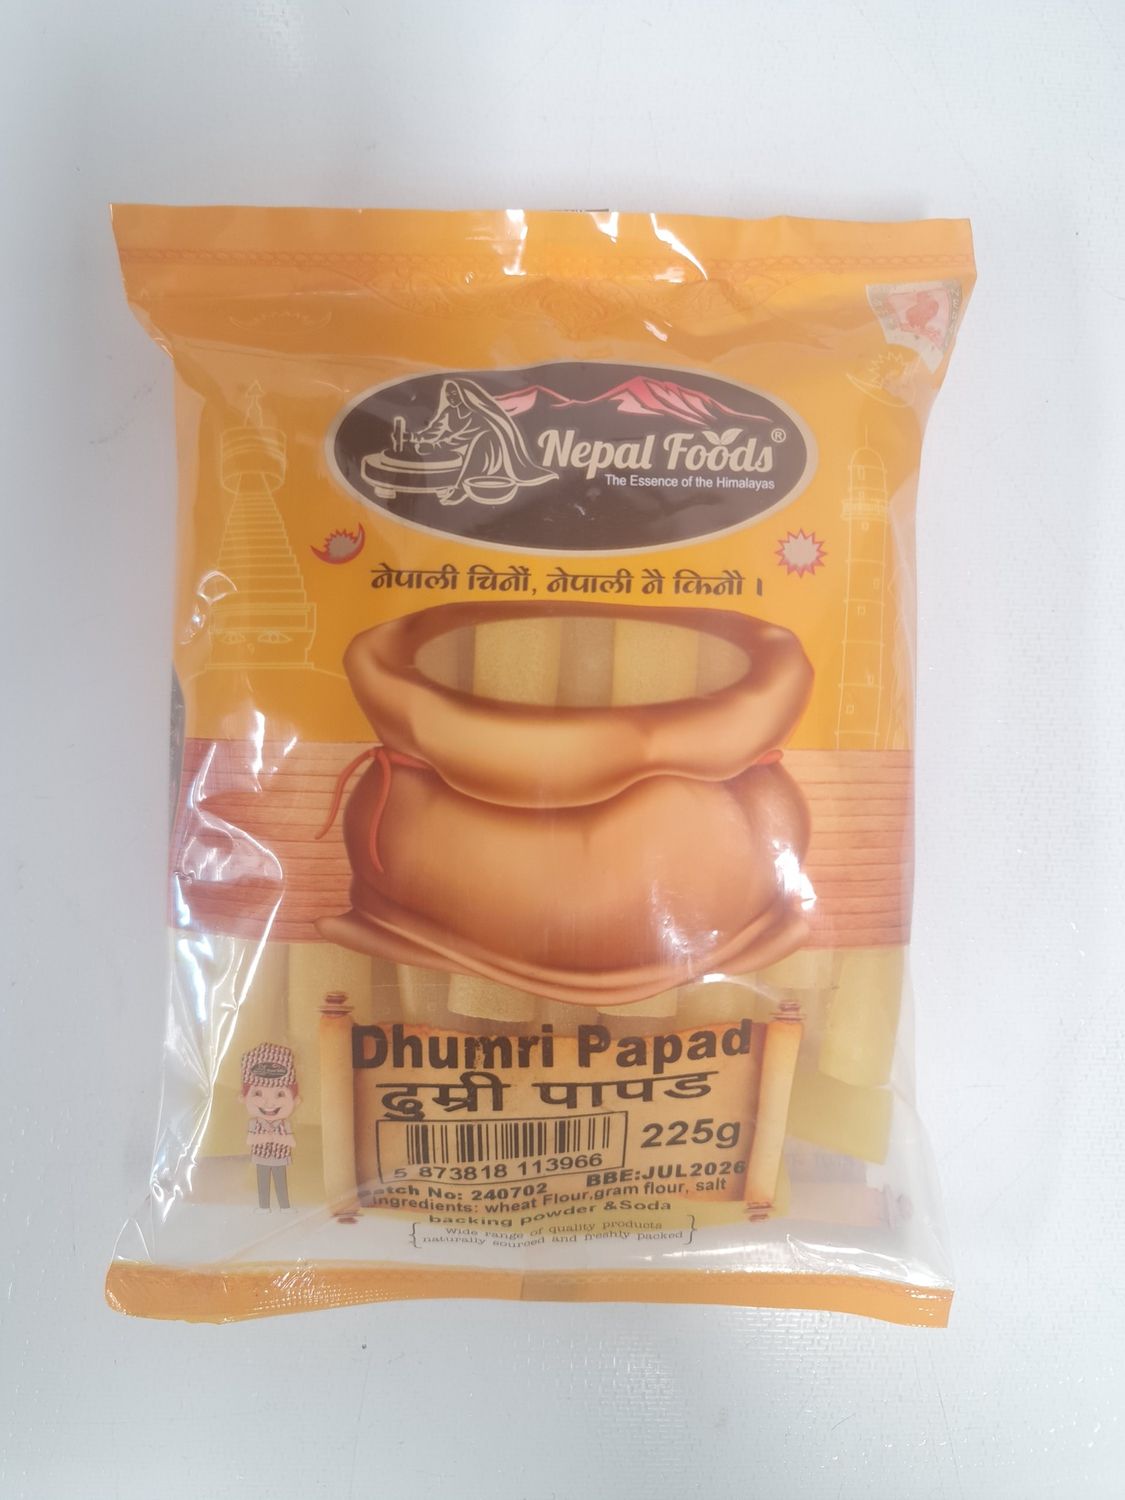 Nepal Foods®
The Essence of the Himalayas
नेपाली चिनौं, नेपाली नै किनौ ।
Dhumri Papad
ढुम्री पापड
225g
5 873818 113966
BBE:JUL2026
atch No: 240702
ingredients: wheat Flour,gram flour, salt
backing powder &Soda
wide range of quality products
naturally sourced and freshly packed